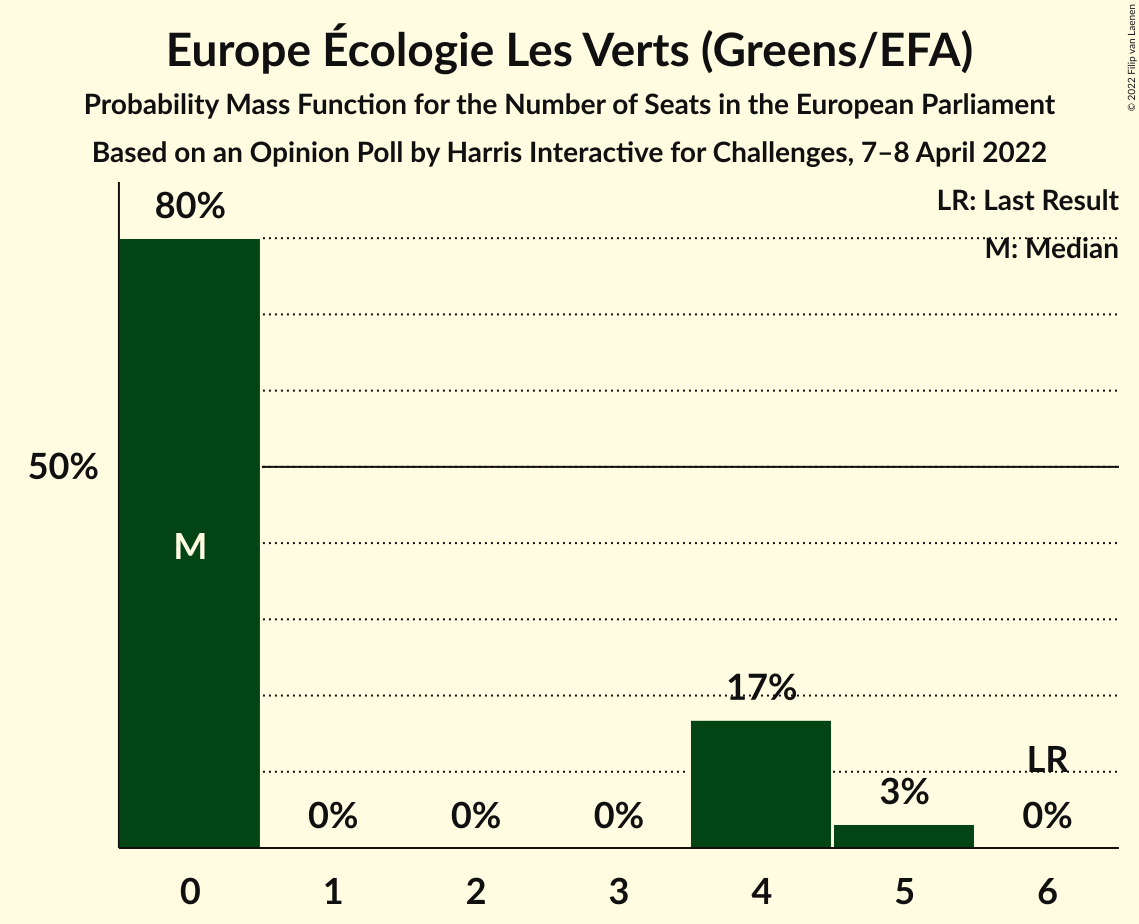 Europe Écologie Les Verts (Greens/EFA)
Probability Mass Function for the Number of Seats in the European Parliament
Based on an Opinion Poll by Harris Interactive for Challenges, 7–8 April 2022
© 2022 Filip van Laenen
LR: Last Result
M: Median
80%
50%
M
17%
LR
3%
0%
0%
0%
0%
0
1
2
3
4
5
6